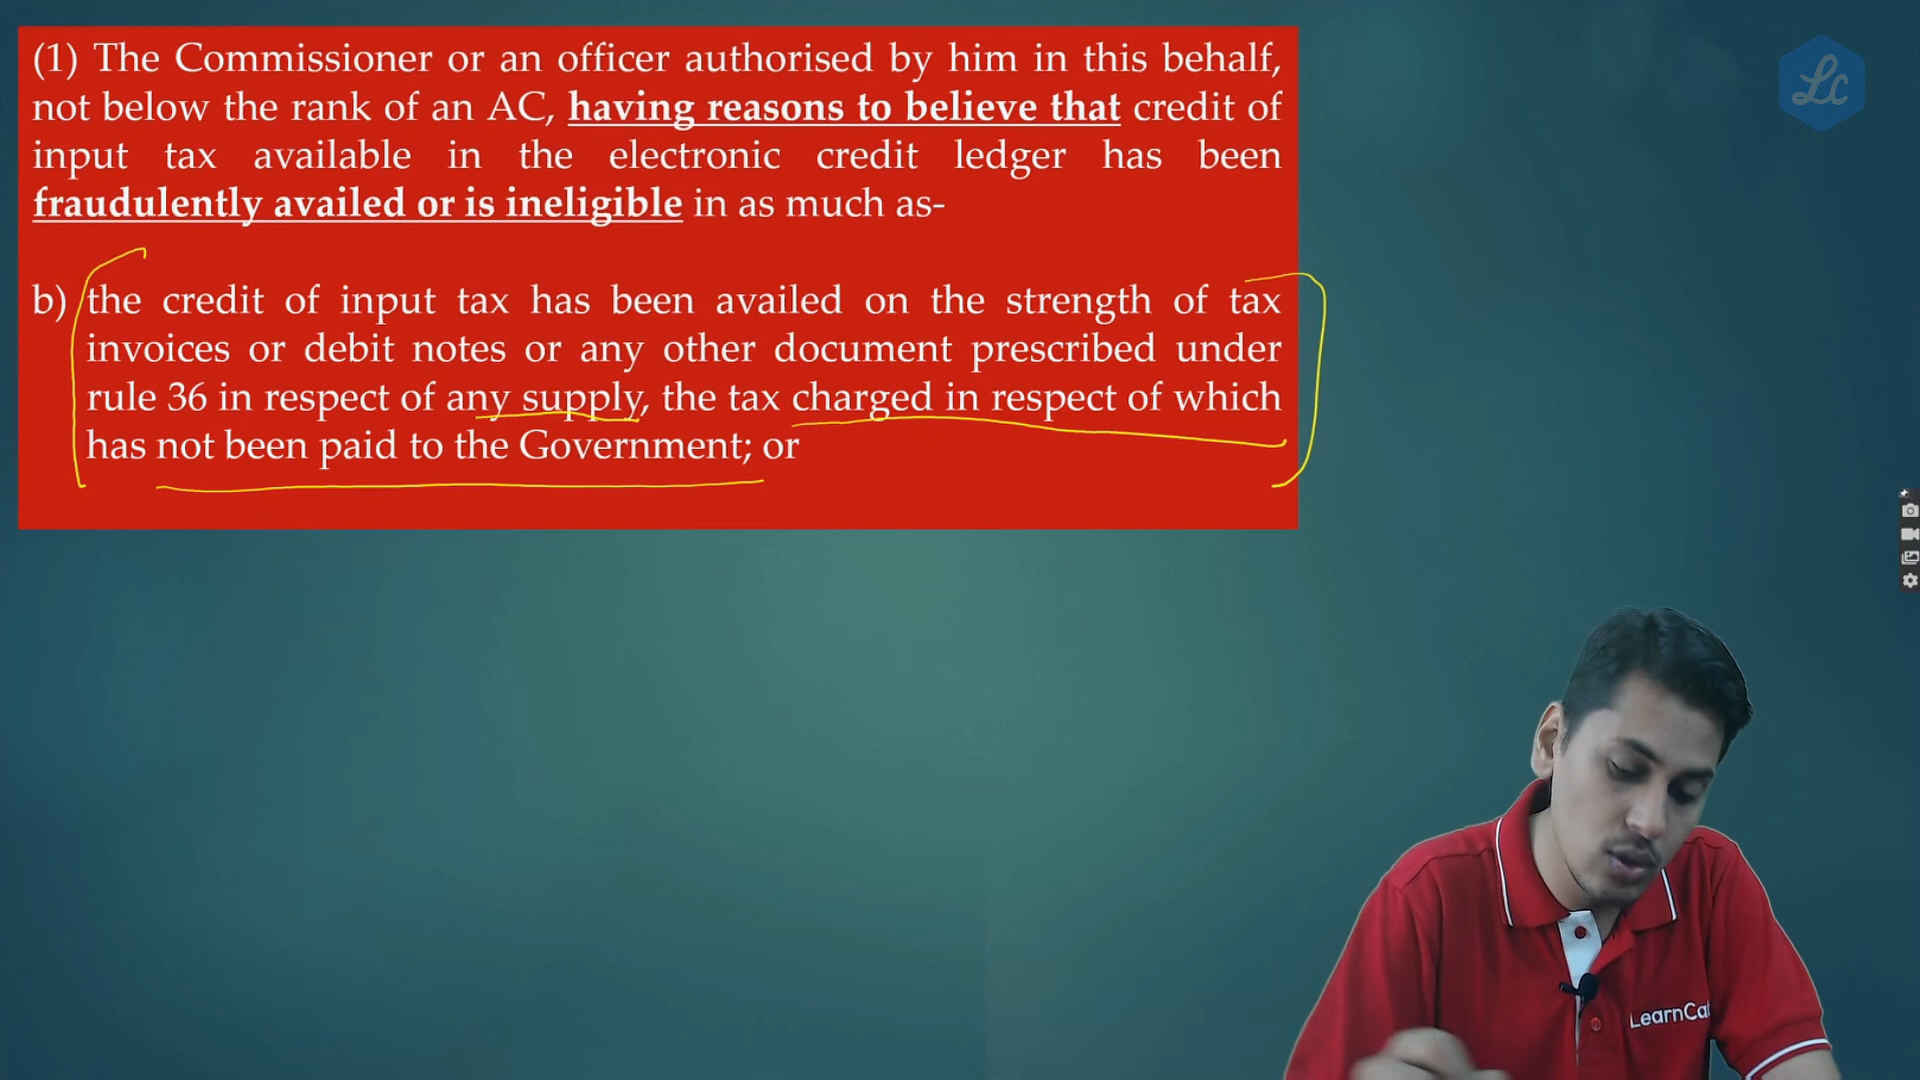 (1) The Commissioner or an officer authorised by him in this behalf,
not below the rank of an AC, having reasons to believe that credit of
input tax available in the electronic credit ledger has been
fraudulently availed or is ineligible in as much as-
b) the credit of input tax has been availed on the strength of tax
invoices or debit notes or any other document prescribed under
rule 36 in respect of any supply, the tax charged in respect of which
has not been paid to the Government; or
Lc
LearnCa